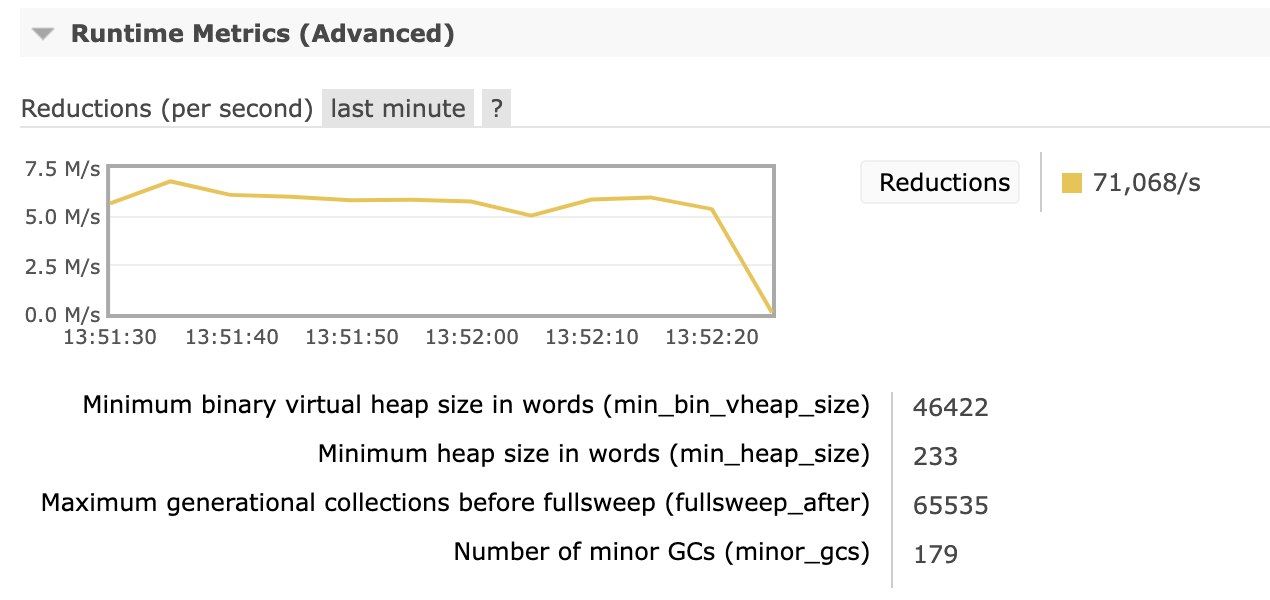 Runtime Metrics (Advanced)
Reductions (per second) last minute ?
7.5 M/s
5.0 M/s
2.5 M/s
0.0 M/s
13:51:30 13:51:40 13:51:50 13:52:00 13:52:10 13:52:20
Reductions 71,068/s
Minimum binary virtual heap size in words (min_bin_vheap_size) 46422
Minimum heap size in words (min_heap_size) 233
Maximum generational collections before fullsweep (fullsweep_after) 65535
Number of minor GCs (minor_gcs) 179